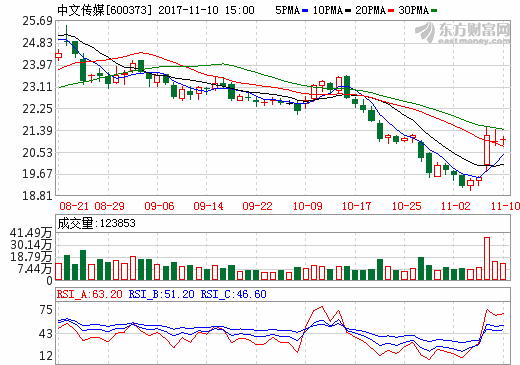 中文传媒[600373] 2017-11-10 15:00 5PMA 10PMA 20PMA 30PMA
东方财富网
eastmoney.com
25.69
24.83
23.97
23.11
22.25
21.39
20.53
19.67
18.81
08-21 08-29 09-06 09-14 09-22 10-09 10-17 10-25 11-02 11-10
成交量:123853
41.49万
30.14万
18.79万
7.44万
0
RSI_A:63.20 RSI_B:51.20 RSI_C:46.60
75
43
12